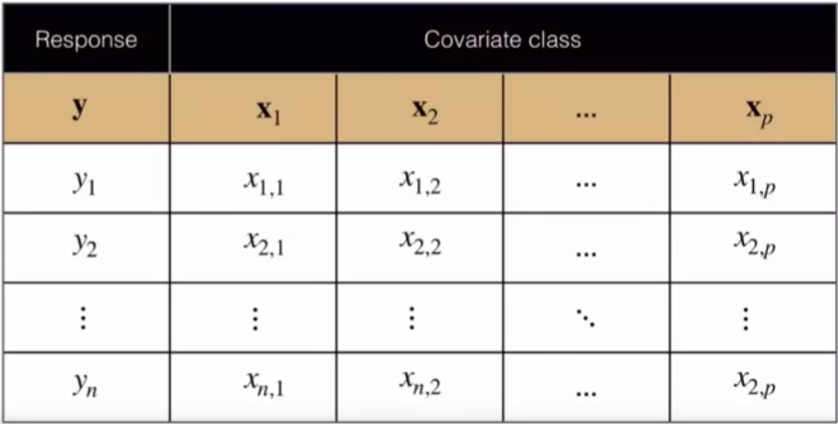 Response Covariate class
y x1 x2 ... xp
y1 x1,1 x1,2 ... x1,p
y2 x2,1 x2,2 ... x2,p
⋮ ⋮ ⋮ ⋱ ⋮
yn xn,1 xn,2 ... x2,p